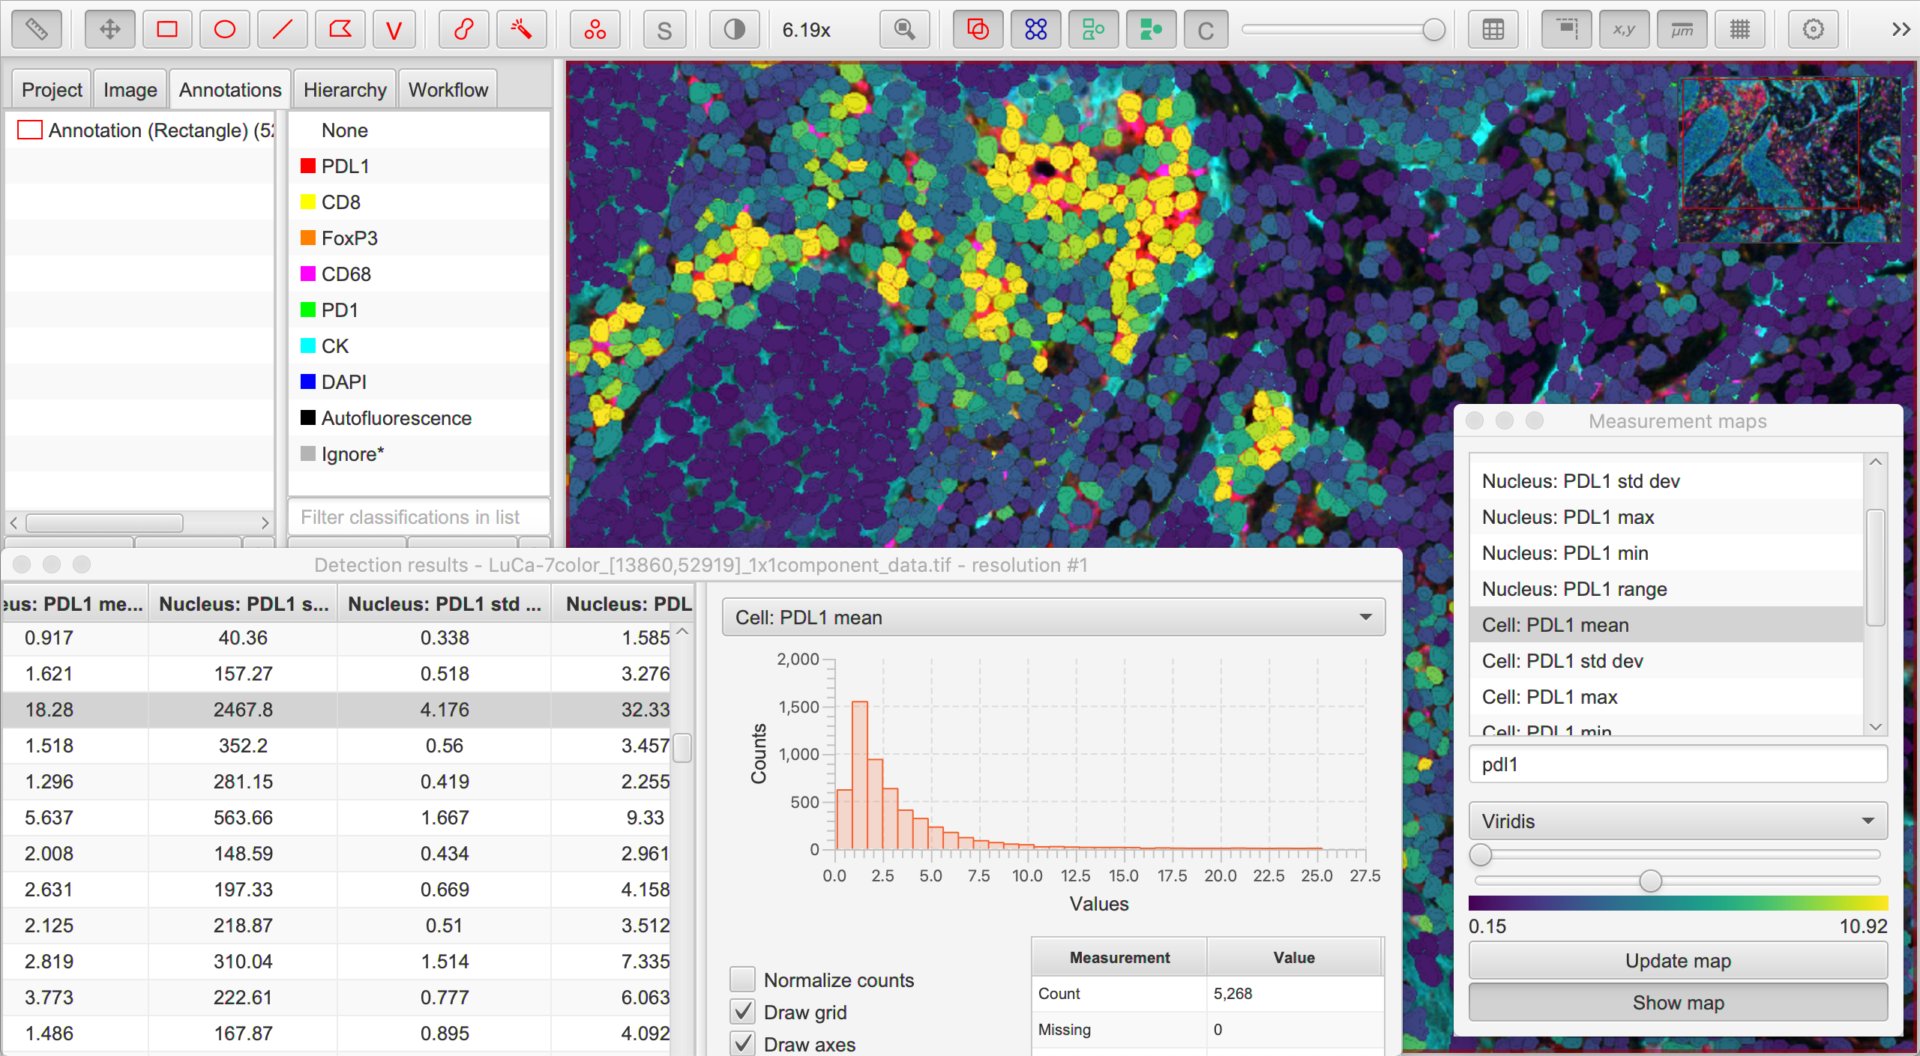 S
6.19x
C
x,y
µm
>>
Project Image Annotations Hierarchy Workflow
Annotation (Rectangle) (52
None
PDL1
CD8
FoxP3
CD68
PD1
CK
DAPI
Autofluorescence
Ignore*
Filter classifications in list
Detection results - LuCa-7color_[13860,52919]_1x1component_data.tif - resolution #1
eus: PDL1 me... Nucleus: PDL1 s... Nucleus: PDL1 std ... Nucleus: PDL
0.917 40.36 0.338 1.585
1.621 157.27 0.518 3.276
18.28 2467.8 4.176 32.33
1.518 352.2 0.56 3.457
1.296 281.15 0.419 2.255
5.637 563.66 1.667 9.33
2.008 148.59 0.434 2.961
2.631 197.33 0.669 4.158
2.125 218.87 0.51 3.512
2.819 310.04 1.514 7.335
3.773 222.61 0.777 6.063
1.486 167.87 0.895 4.092
Cell: PDL1 mean
2,000
1,500
1,000
500
0
Counts
0.0 2.5 5.0 7.5 10.0 12.5 15.0 17.5 20.0 22.5 25.0 27.5
Values
Normalize counts
Draw grid
Draw axes
Measurement Value
Count 5,268
Missing 0
Measurement maps
Nucleus: PDL1 std dev
Nucleus: PDL1 max
Nucleus: PDL1 min
Nucleus: PDL1 range
Cell: PDL1 mean
Cell: PDL1 std dev
Cell: PDL1 max
Cell: PDL1 min
pdl1
Viridis
0.15 10.92
Update map
Show map